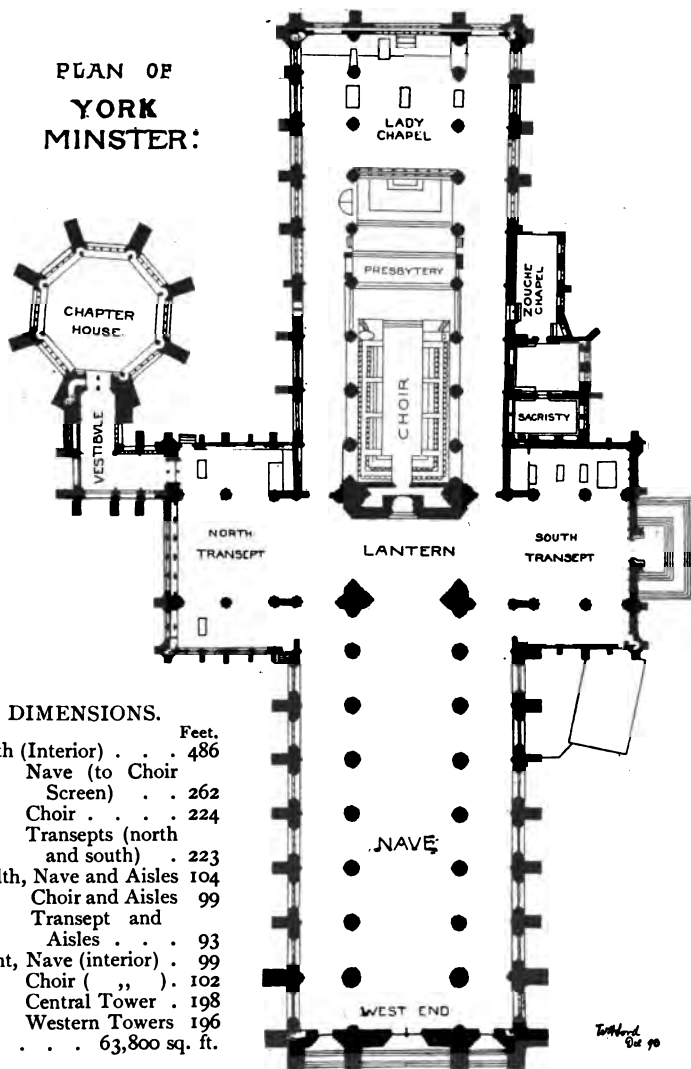 PLAN OF
YORK
MINSTER:
LADY
CHAPEL
PRESBYTERY
ZOUCHE
CHAPEL
CHAPTER
HOUSE.
CHOIR
SACRISTY
VESTIBVLE
NORTH
TRANSEPT
LANTERN
SOUTH
TRANSEPT
DIMENSIONS.
Feet.
th (Interior) . . . 486
Nave (to Choir
Screen) . . 262
Choir . . . . 224
Transepts (north
and south) . 223
lth, Nave and Aisles 104
Choir and Aisles 99
Transept and
Aisles . . . 93
nt, Nave (interior) . 99
Choir ( ,, ) . 102
Central Tower . 198
Western Towers 196
. . . 63,800 sq. ft.
NAVE
WEST END
90